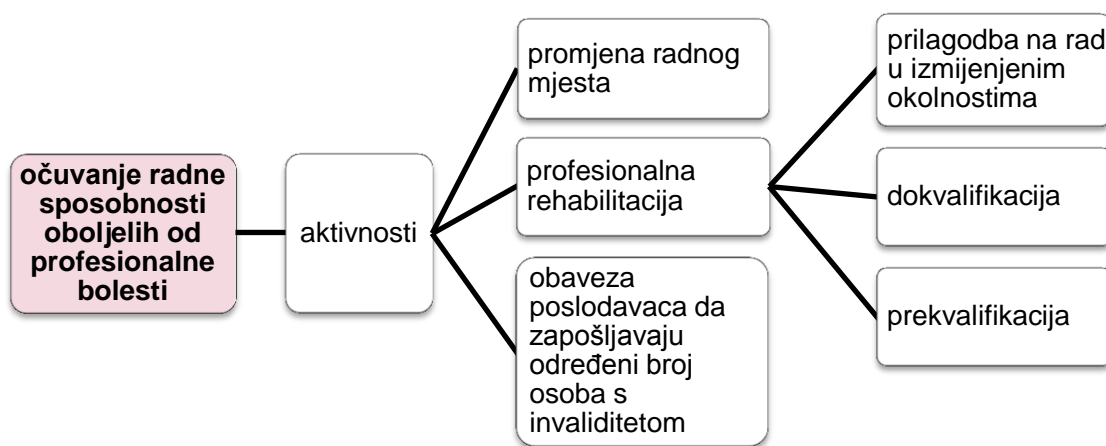 očuvanje radne
sposobnosti
oboljelih od
profesionalne
bolesti
aktivnosti
promjena radnog
mjesta
profesionalna
rehabilitacija
obaveza
poslodavaca da
zapošljavaju
određeni broj
osoba s
invaliditetom
prilagodba na rad
u izmijenjenim
okolnostima
dokvalifikacija
prekvalifikacija